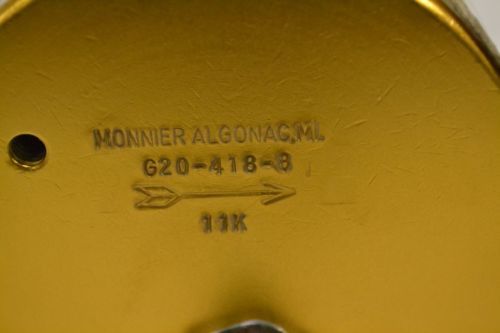 MONNIER ALGONAC, MI.
G20-418-8
11K